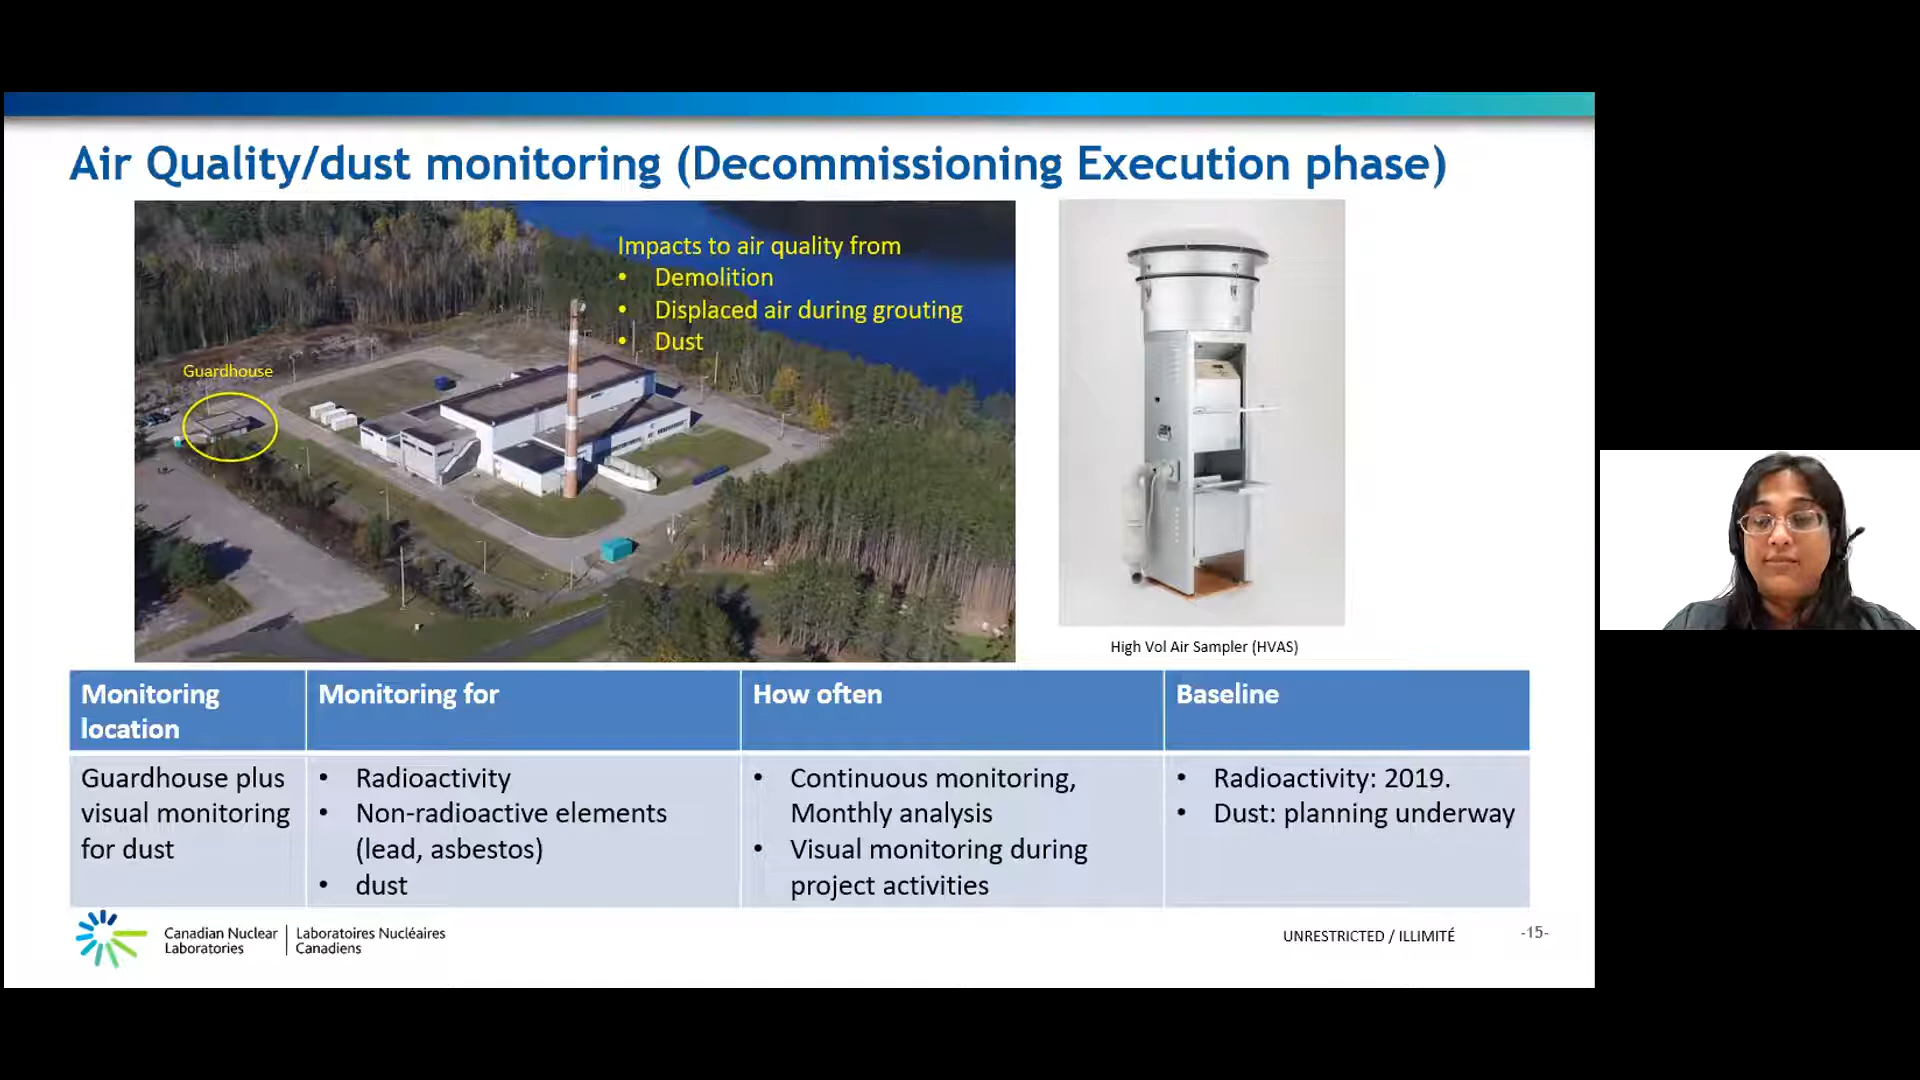 Air Quality/dust monitoring (Decommissioning Execution phase)
Impacts to air quality from
• Demolition
• Displaced air during grouting
• Dust
Guardhouse
High Vol Air Sampler (HVAS)
Monitoring
location
Monitoring for
How often
Baseline
Guardhouse plus
visual monitoring
for dust
• Radioactivity
• Non-radioactive elements
(lead, asbestos)
• dust
• Continuous monitoring,
Monthly analysis
• Visual monitoring during
project activities
• Radioactivity: 2019.
• Dust: planning underway
Canadian Nuclear
Laboratories
Laboratoires Nucléaires
Canadiens
UNRESTRICTED / ILLIMITÉ
-15-